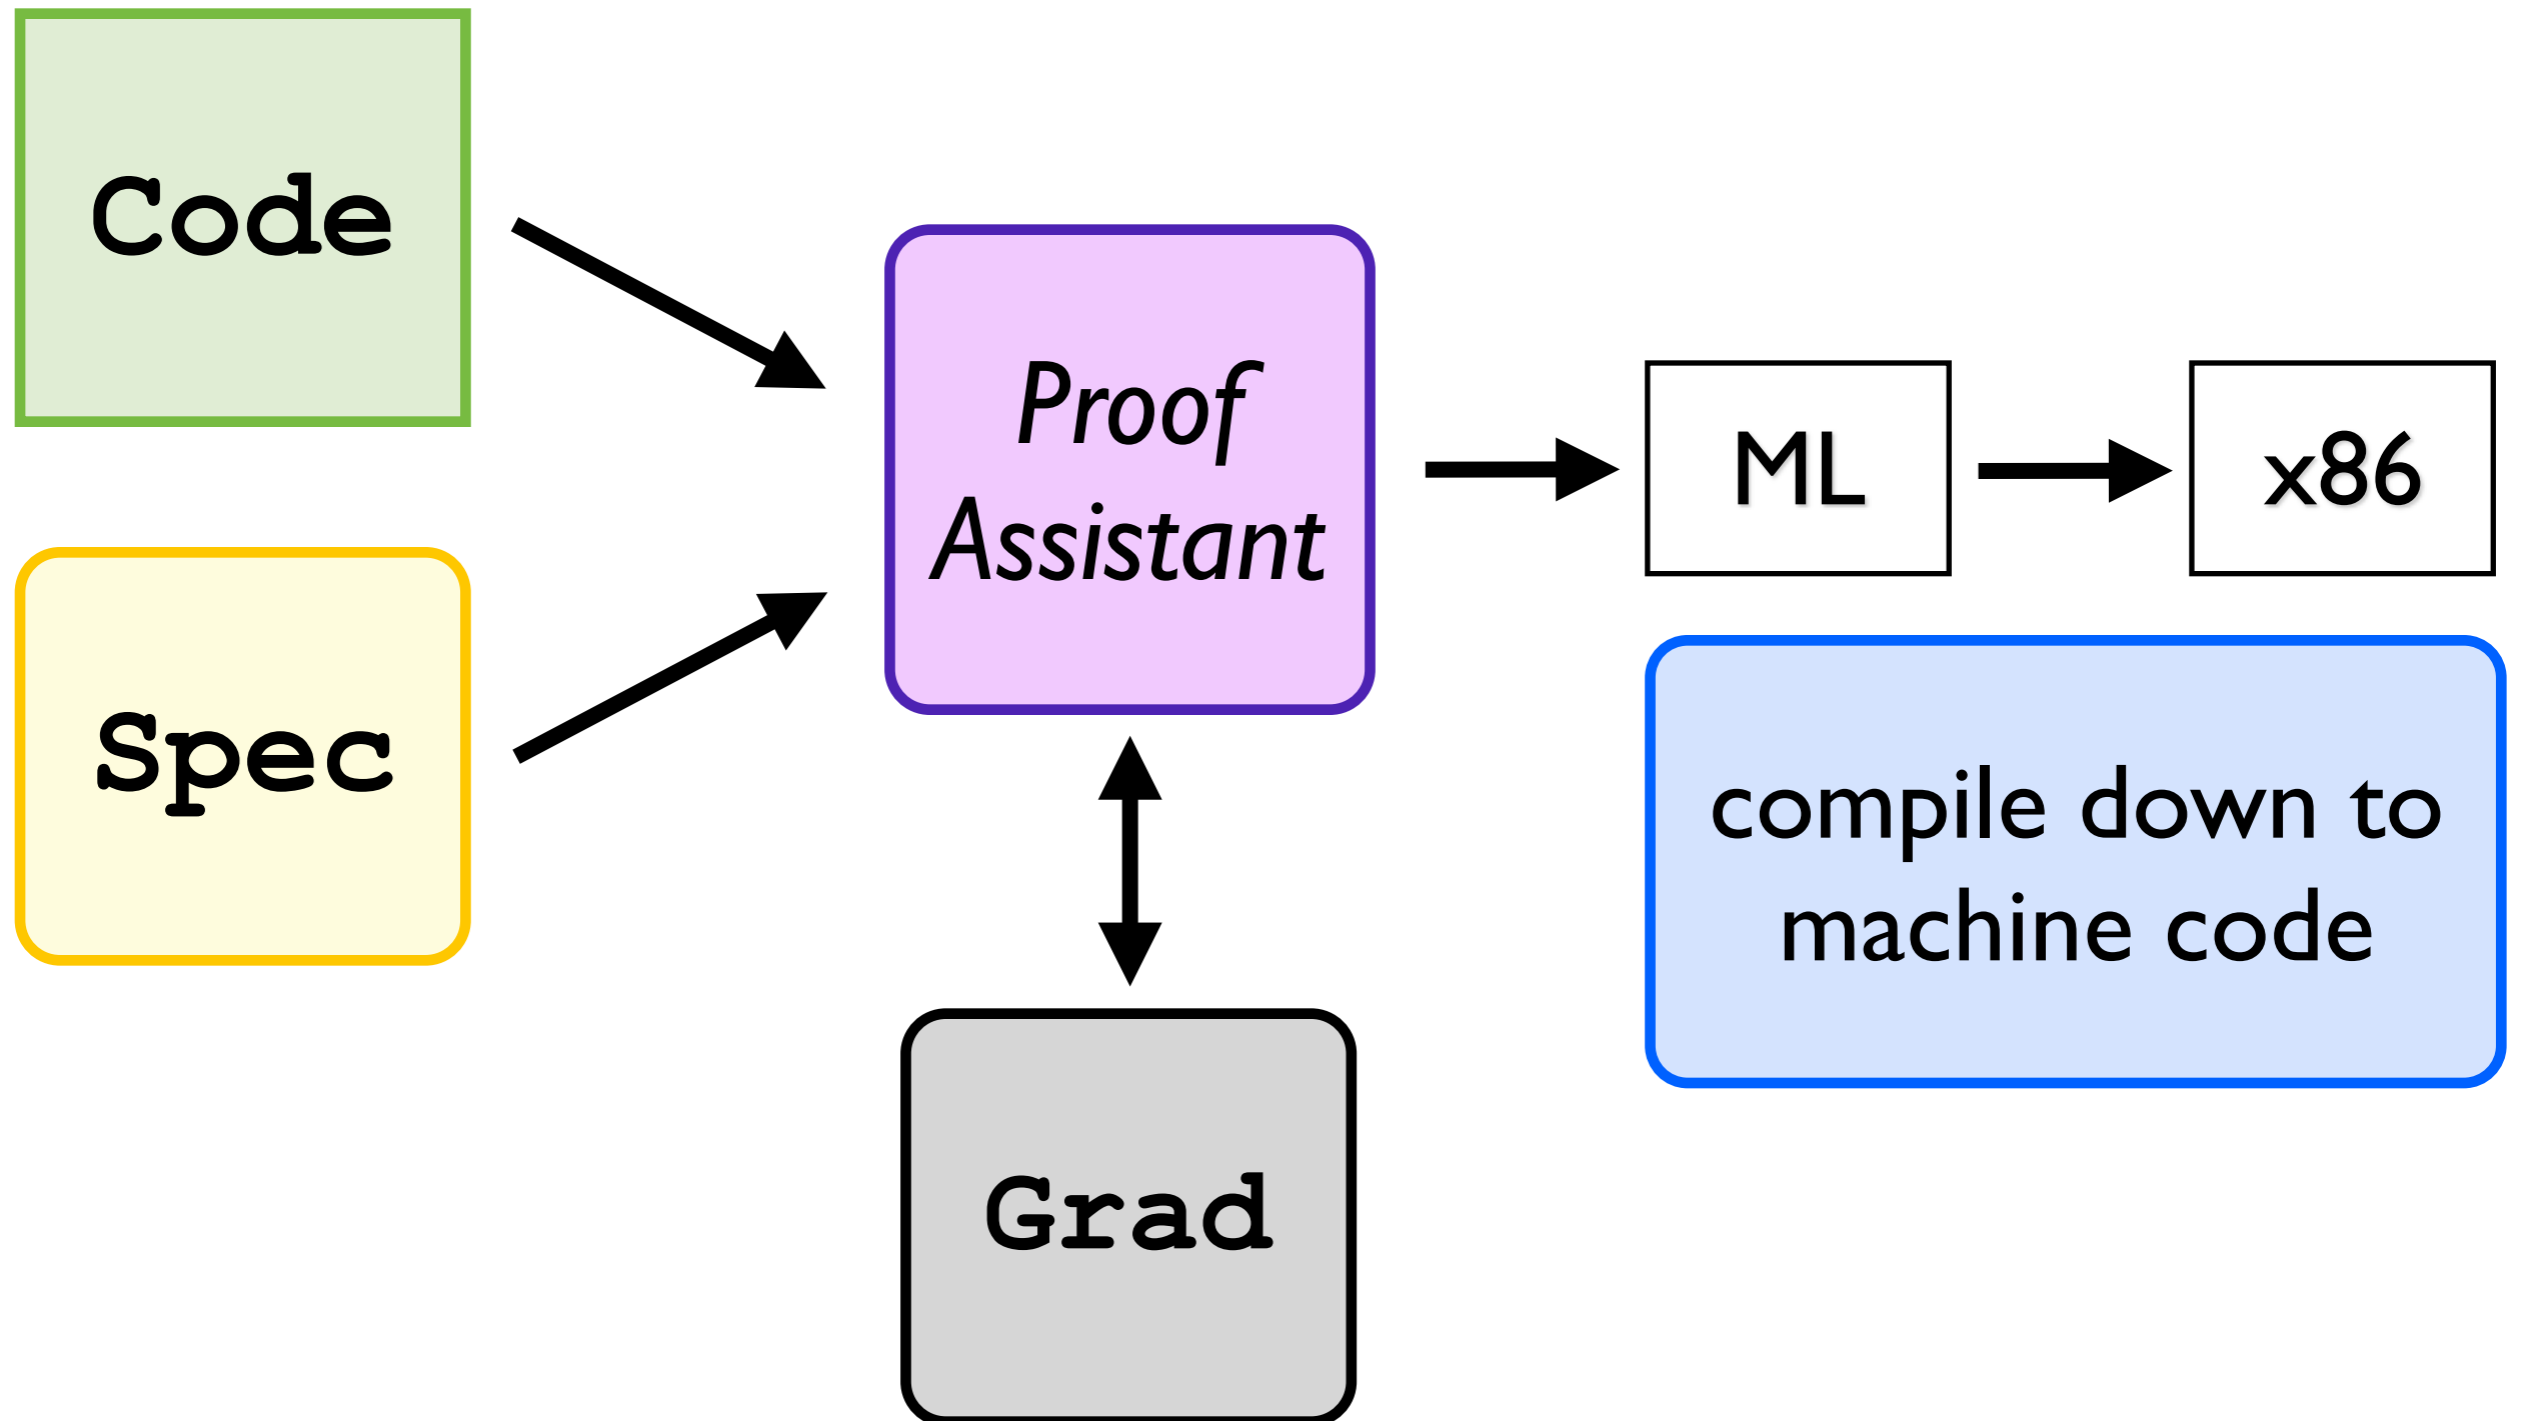 Code
Spec
Proof
Assistant
Grad
ML
x86
compile down to
machine code